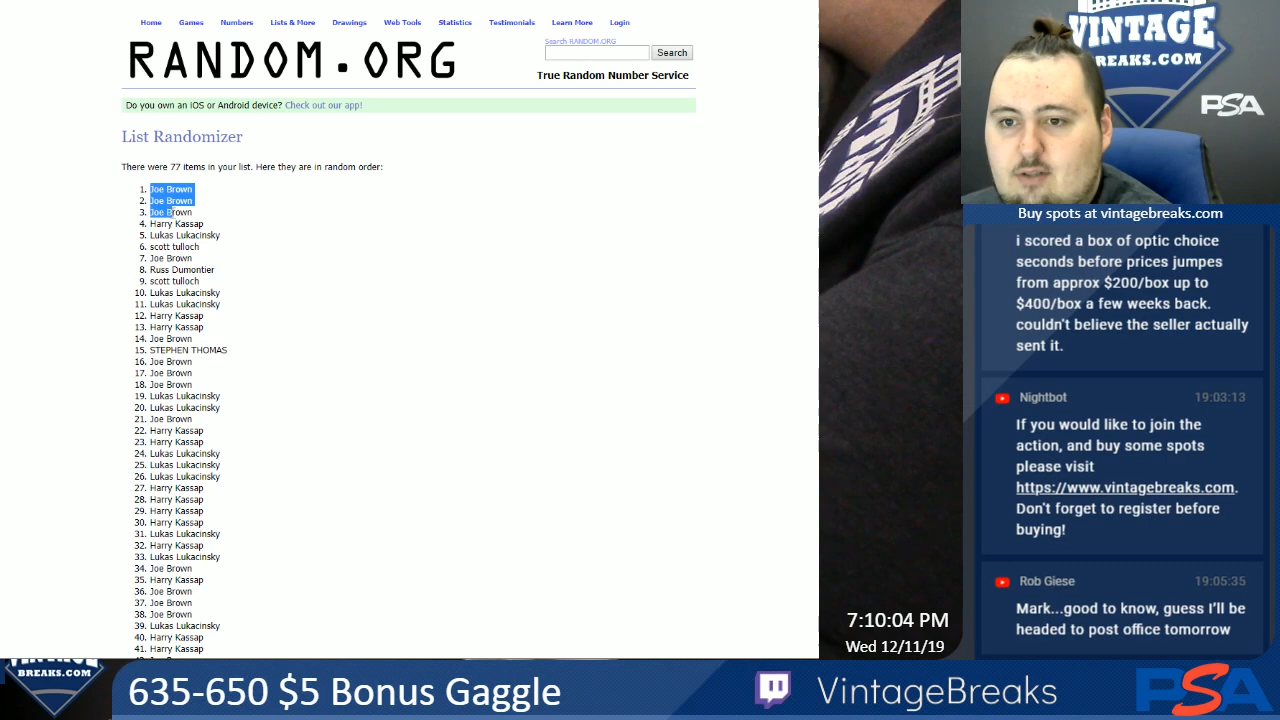 Home Games Numbers Lists & More Drawings Web Tools Statistics Testimonials Learn More Login
RANDOM.ORG
Search RANDOM.ORG
Search
True Random Number Service
Do you own an iOS or Android device? Check out our app!
List Randomizer
There were 77 items in your list. Here they are in random order:
1. Joe Brown
2. Joe Brown
3. Joe Brown
4. Harry Kassap
5. Lukas Lukacinsky
6. scott tulloch
7. Joe Brown
8. Russ Dumontier
9. scott tulloch
10. Lukas Lukacinsky
11. Lukas Lukacinsky
12. Harry Kassap
13. Harry Kassap
14. Joe Brown
15. STEPHEN THOMAS
16. Joe Brown
17. Joe Brown
18. Joe Brown
19. Lukas Lukacinsky
20. Lukas Lukacinsky
21. Joe Brown
22. Harry Kassap
23. Harry Kassap
24. Lukas Lukacinsky
25. Lukas Lukacinsky
26. Lukas Lukacinsky
27. Harry Kassap
28. Harry Kassap
29. Harry Kassap
30. Harry Kassap
31. Lukas Lukacinsky
32. Harry Kassap
33. Lukas Lukacinsky
34. Joe Brown
35. Harry Kassap
36. Joe Brown
37. Joe Brown
38. Joe Brown
39. Lukas Lukacinsky
40. Harry Kassap
41. Harry Kassap
VINTAGE
BREAKS.COM
PSA
Buy spots at vintagebreaks.com
i scored a box of optic choice
seconds before prices jumpes
from approx $200/box up to
$400/box a few weeks back.
couldn't believe the seller actually
sent it.
Nightbot 19:03:13
If you would like to join the
action, and buy some spots
please visit
https://www.vintagebreaks.com.
Don't forget to register before
buying!
Rob Giese 19:05:35
Mark...good to know, guess I'll be
headed to post office tomorrow
7:10:04 PM
Wed 12/11/19
VINTAGE
BREAKS.COM
635-650 $5 Bonus Gaggle
VintageBreaks
PSA